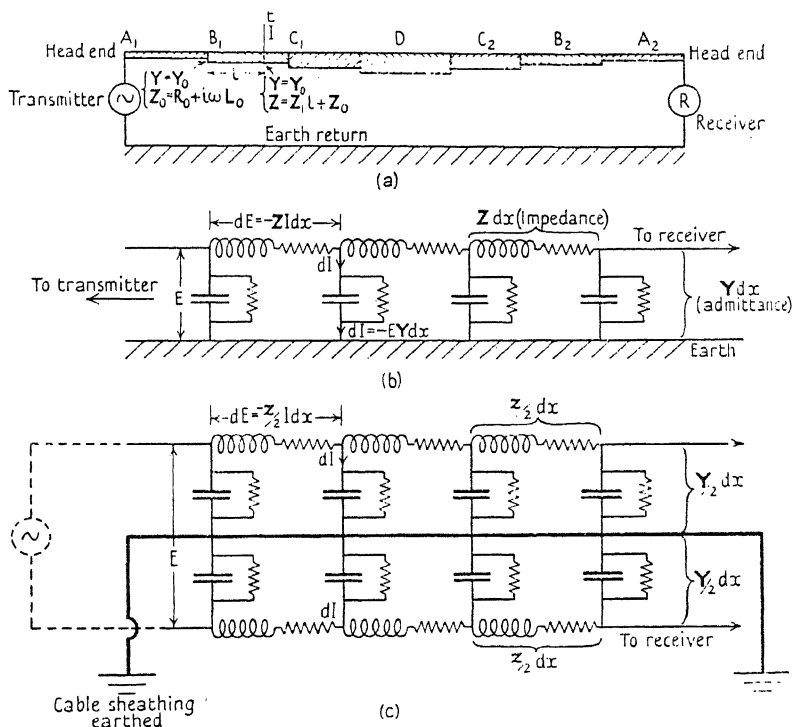 A₁ B₁ t I C₁ D C₂ B₂ A₂
Head end
Head end
Y=Y₀
Z₀=R₀+iωL₀
Y=Y₀
Z=Z₁l+Z₀
Transmitter
R
Receiver
Earth return
(a)
dE=-ZIdx
Z dx(impedance)
To receiver
To transmitter
E
dI
Ydx
(admittance)
dI=-EYdx
Earth
(b)
dE=-Z/2 Idx
Z/2 dx
dI
Y/2 dx
E
Y/2 dx
dI
To receiver
Z/2 dx
Cable sheathing
earthed
(c)